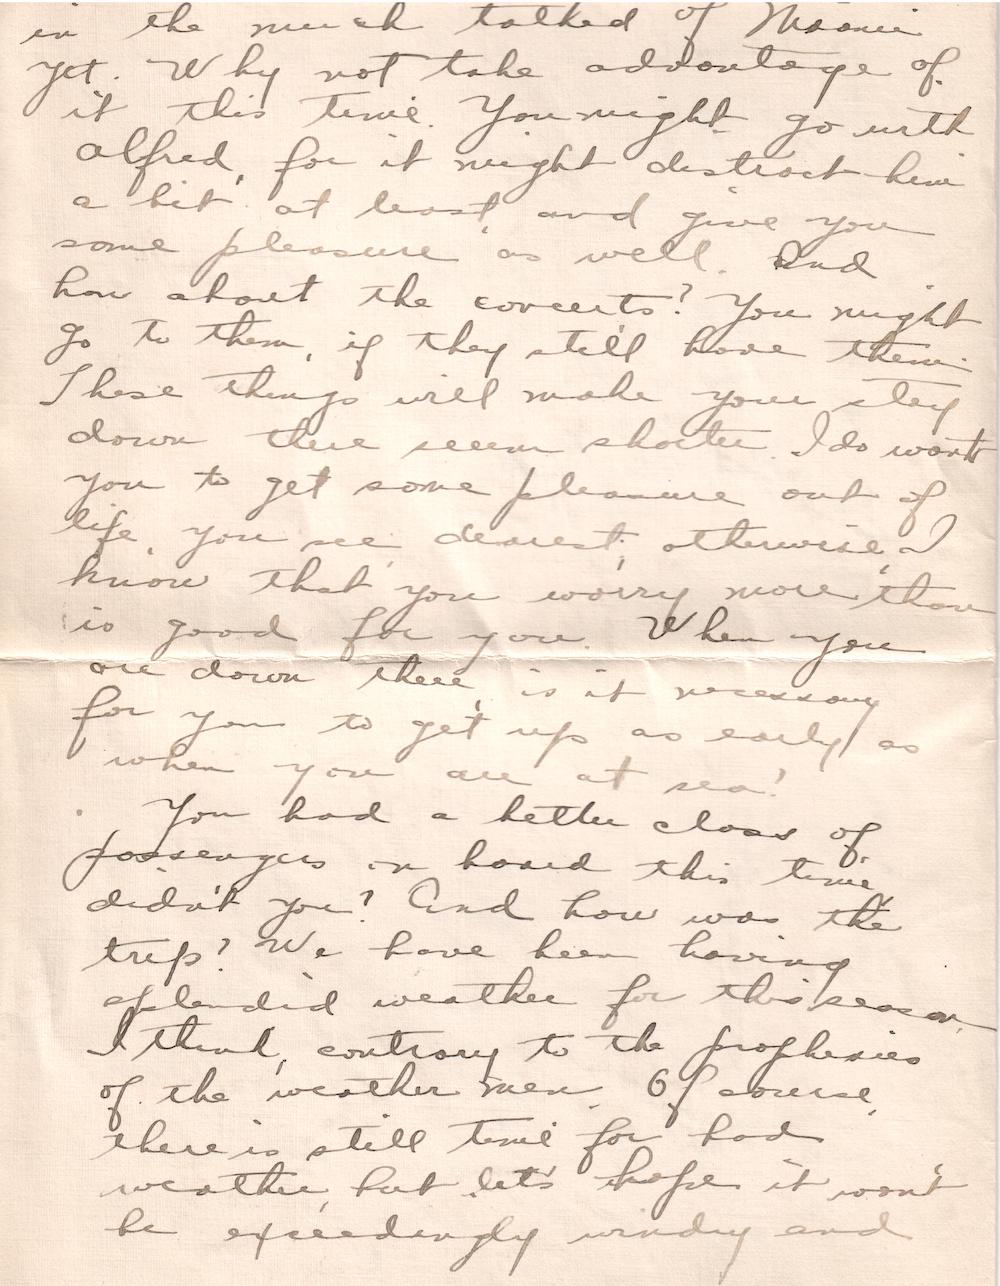 in the much talked of Miami
yet. Why not take advantage of
it this time. You might go with
Alfred, for it might distract him
a bit at least, and give you
some pleasure as well. And
how about the concerts? You might
go to them, if they still have them.
These things will make your stay
down there seem shorter. I do want
you to get some pleasure out of
life, you see, dearest; otherwise, I
know that you worry more than
is good for you. When you
are down there, is it necessary
for you to get up as early as
when you are at sea?
You had a better class of
passengers on board this time,
didn't you? And how was the
trip? We have been having
splendid weather for this season,
I think, contrary to the prophesies
of the weather men. Of course,
there is still time for bad
weather, but let's hope it won't
be exceedingly windy and